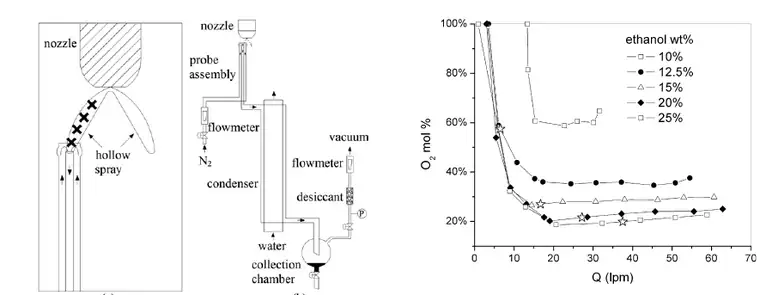 nozzle
hollow
spray
nozzle
probe
assembly
flowmeter
N₂
condenser
water
collection
chamber
vacuum
flowmeter
desiccant
P
(b)
O₂ mol %
100%
80%
60%
40%
20%
ethanol wt%
10%
12.5%
15%
20%
25%
0 10 20 30 40 50 60 70
Q (lpm)